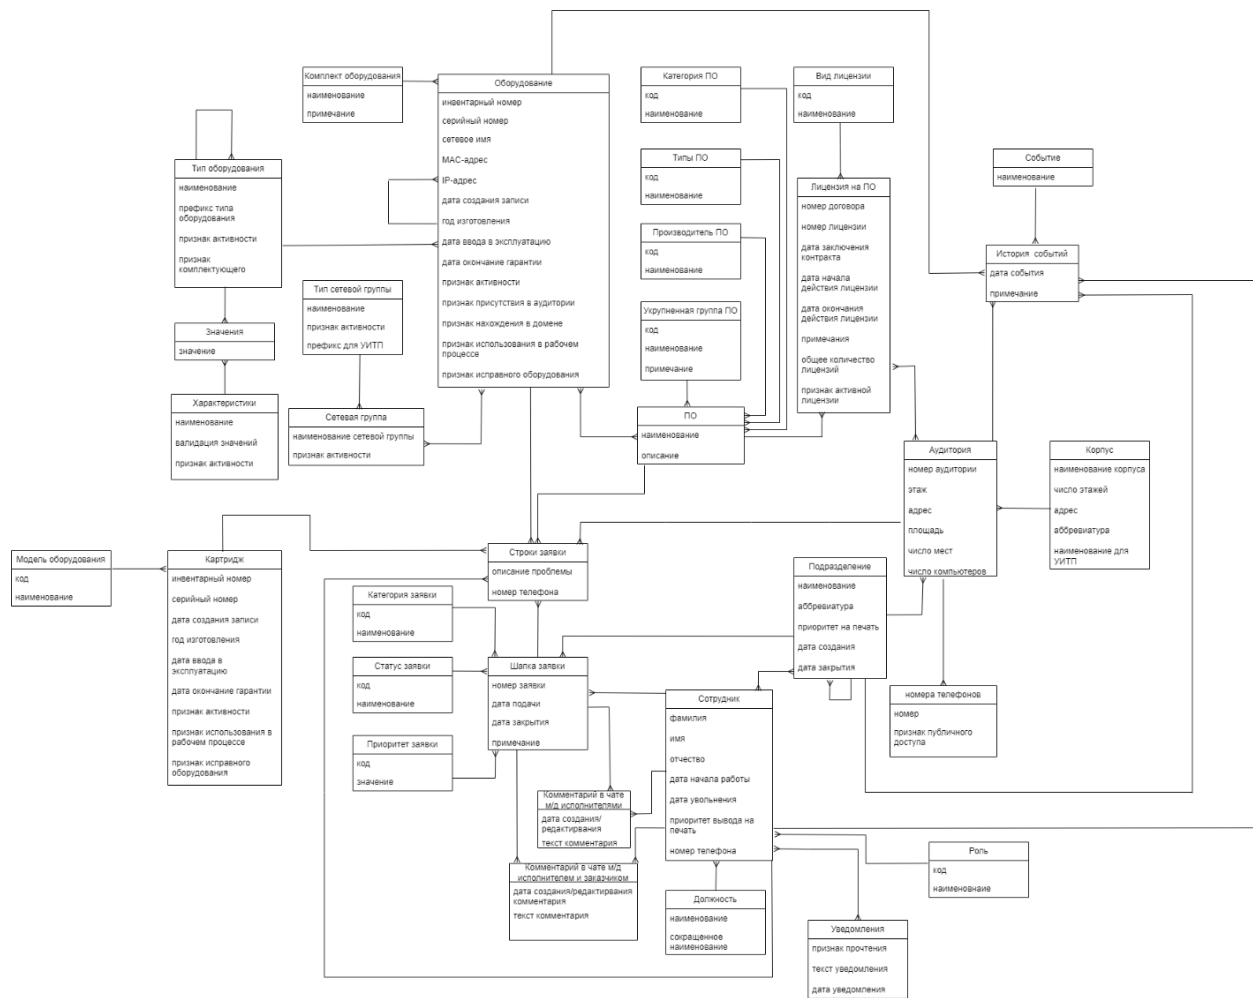 Комплект оборудования
наименование
примечание
Оборудование
инвентарный номер
серийный номер
сетевое имя
MAC-адрес
IP-адрес
дата создания записи
год изготовления
дата ввода в эксплуатацию
дата окончание гарантии
признак активности
признак присутствия в аудитории
признак нахождения в домене
признак использования в рабочем
процессе
признак исправного оборудования
Категория ПО
код
наименование
Вид лицензии
код
наименование
Тип оборудования
наименование
префикс типа
оборудования
признак активности
признак
комплектующего
Типы ПО
код
наименование
Лицензия на ПО
номер договора
номер лицензии
дата заключения
контракта
дата начала
действия лицензии
дата окончания
действия лицензии
примечания
общее количество
лицензий
признак активной
лицензии
Событие
наименование
Производитель ПО
код
наименование
История событий
дата события
примечание
Тип сетевой группы
наименование
признак активности
префикс для УИТП
Укрупненная группа ПО
код
наименование
примечание
Значения
значение
Характеристики
наименование
валидация значений
признак активности
Сетевая группа
наименование сетевой группы
признак активности
ПО
наименование
описание
Аудитория
номер аудитории
этаж
адрес
площадь
число мест
число компьютеров
Корпус
наименование корпуса
число этажей
адрес
аббревиатура
наименование для
УИТП
Модель оборудования
код
наименование
Картридж
инвентарный номер
серийный номер
дата создания записи
год изготовления
дата ввода в
эксплуатацию
дата окончание гарантии
признак активности
признак использования в
рабочем процессе
признак исправного
оборудования
Строки заявки
описание проблемы
номер телефона
Категория заявки
код
наименование
Подразделение
наименование
аббревиатура
приоритет на печать
дата создания
дата закрытия
Статус заявки
код
наименование
Шапка заявки
номер заявки
дата подачи
дата закрытия
примечание
Приоритет заявки
код
значение
Сотрудник
фамилия
имя
отчество
дата начала работы
дата увольнения
приоритет вывода на
печать
номер телефона
номера телефонов
номер
признак публичного
доступа
Комментарий в чате
м/д исполнителями
дата создания/
редактирвания
текст комментария
Комментарий в чате м/д
исполнителем и заказчиком
дата создания/редактирвания
комментария
текст комментария
Роль
код
наименовнаие
Должность
наименование
сокращенное
наименование
Уведомления
признак прочтения
текст уведомления
дата уведомления